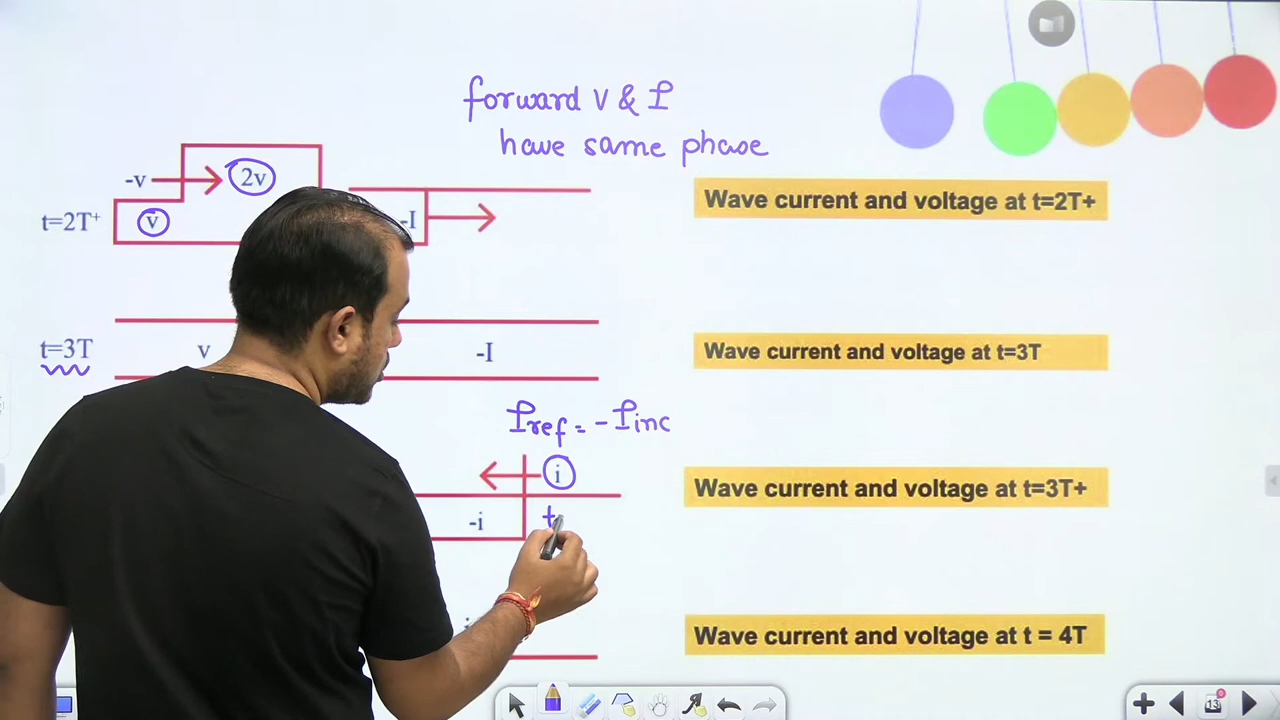 forward V & I
have same phase
-v 2v
t=2T⁺ v -I
Wave current and voltage at t=2T+
t=3T v -I
Wave current and voltage at t=3T
Iref = -Iinc
i
-i
Wave current and voltage at t=3T+
Wave current and voltage at t = 4T
13